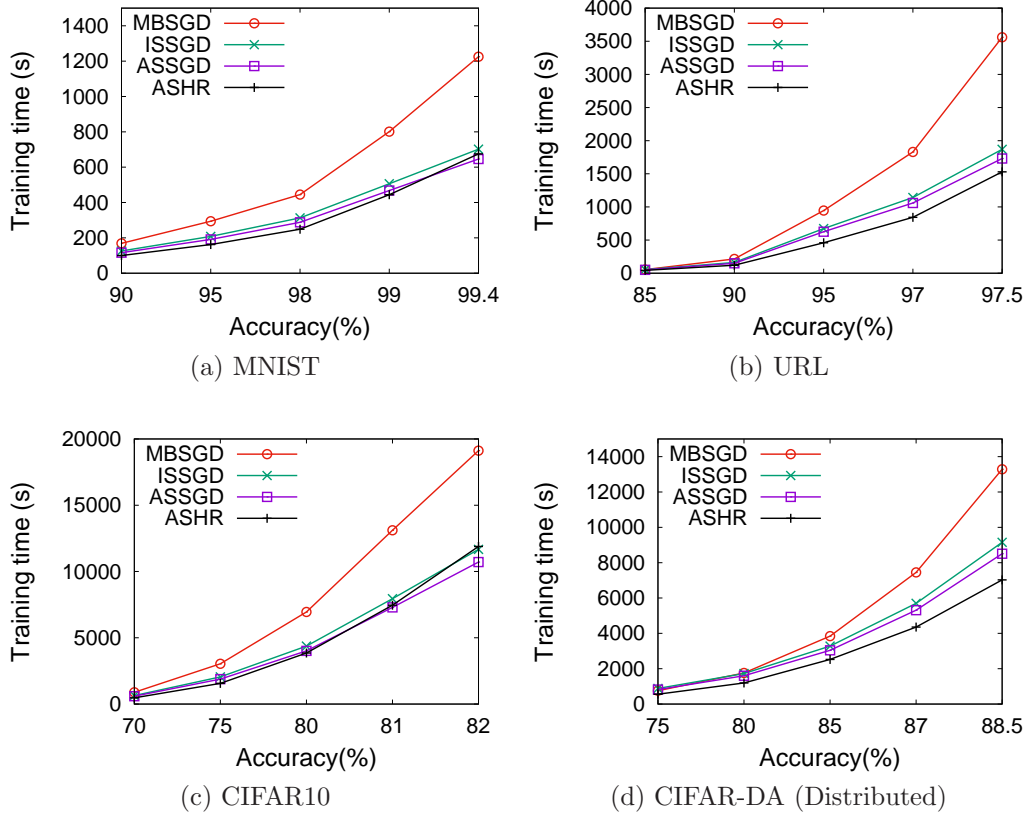 1400
1200
1000
800
600
400
200
0
Training time (s)
MBSGD
ISSGD
ASSGD
ASHR
90 95 98 99 99.4
Accuracy(%)
(a) MNIST
4000
3500
3000
2500
2000
1500
1000
500
0
Training time (s)
MBSGD
ISSGD
ASSGD
ASHR
85 90 95 97 97.5
Accuracy(%)
(b) URL
20000
15000
10000
5000
0
Training time (s)
MBSGD
ISSGD
ASSGD
ASHR
70 75 80 81 82
Accuracy(%)
(c) CIFAR10
14000
12000
10000
8000
6000
4000
2000
0
Training time (s)
MBSGD
ISSGD
ASSGD
ASHR
75 80 85 87 88.5
Accuracy(%)
(d) CIFAR-DA (Distributed)